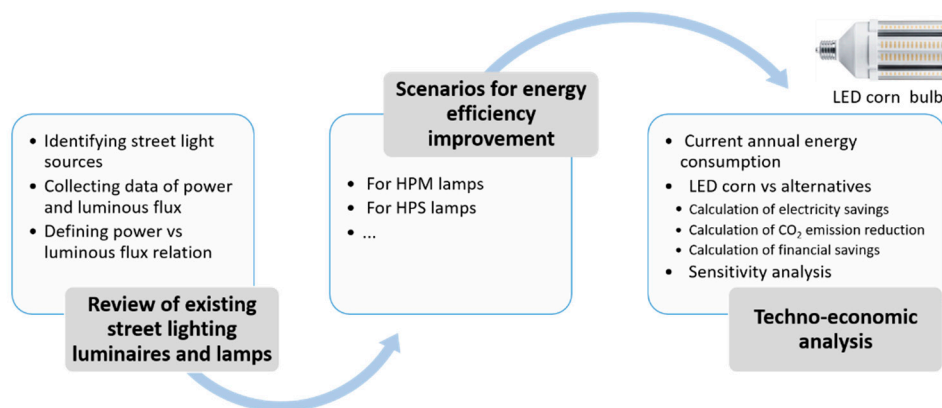 • Identifying street light
sources
• Collecting data of power
and luminous flux
• Defining power vs
luminous flux relation
Review of existing
street lighting
luminaires and lamps
Scenarios for energy
efficiency
improvement
• For HPM lamps
• For HPS lamps
• ...
LED corn bulb
• Current annual energy
consumption
• LED corn vs alternatives
• Calculation of electricity savings
• Calculation of CO₂ emission reduction
• Calculation of financial savings
• Sensitivity analysis
Techno-economic
analysis